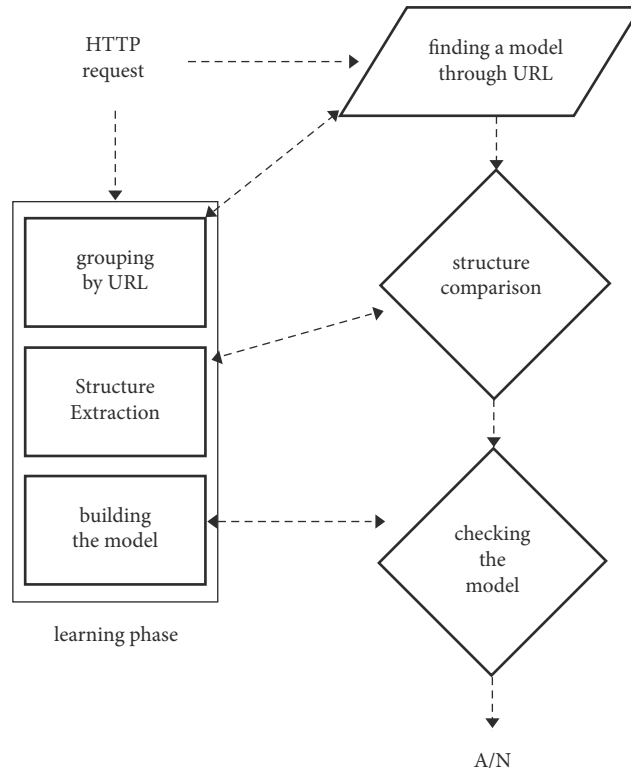 HTTP
request
finding a model
through URL
grouping
by URL
structure
comparison
Structure
Extraction
building
the model
checking
the
model
learning phase
A/N